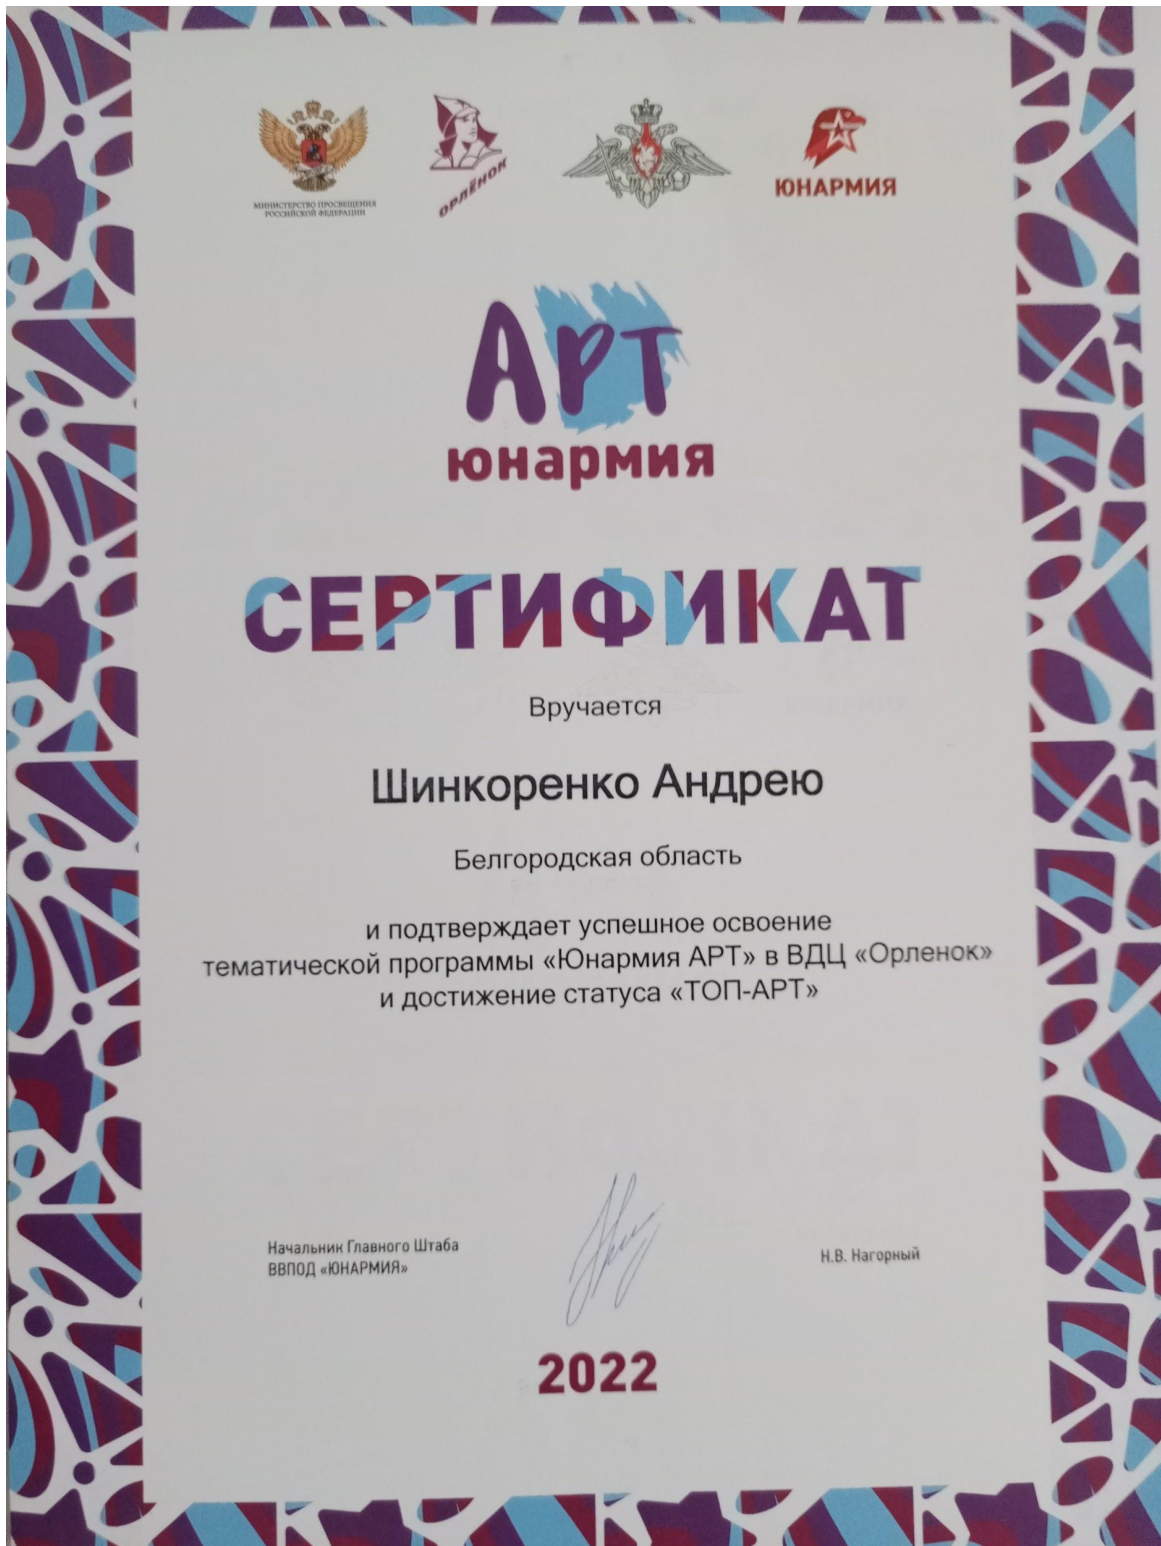 МИНИСТЕРСТВО ПРОСВЕЩЕНИЯ
РОССИЙСКОЙ ФЕДЕРАЦИИ
ОРЛЁНОК
ЮНАРМИЯ
АРТ
юнармия
СЕРТИФИКАТ
Вручается
Шинкоренко Андрею
Белгородская область
и подтверждает успешное освоение
тематической программы «Юнармия АРТ» в ВДЦ «Орленок»
и достижение статуса «ТОП-АРТ»
Начальник Главного Штаба
ВВПОД «ЮНАРМИЯ»
Н.В. Нагорный
2022